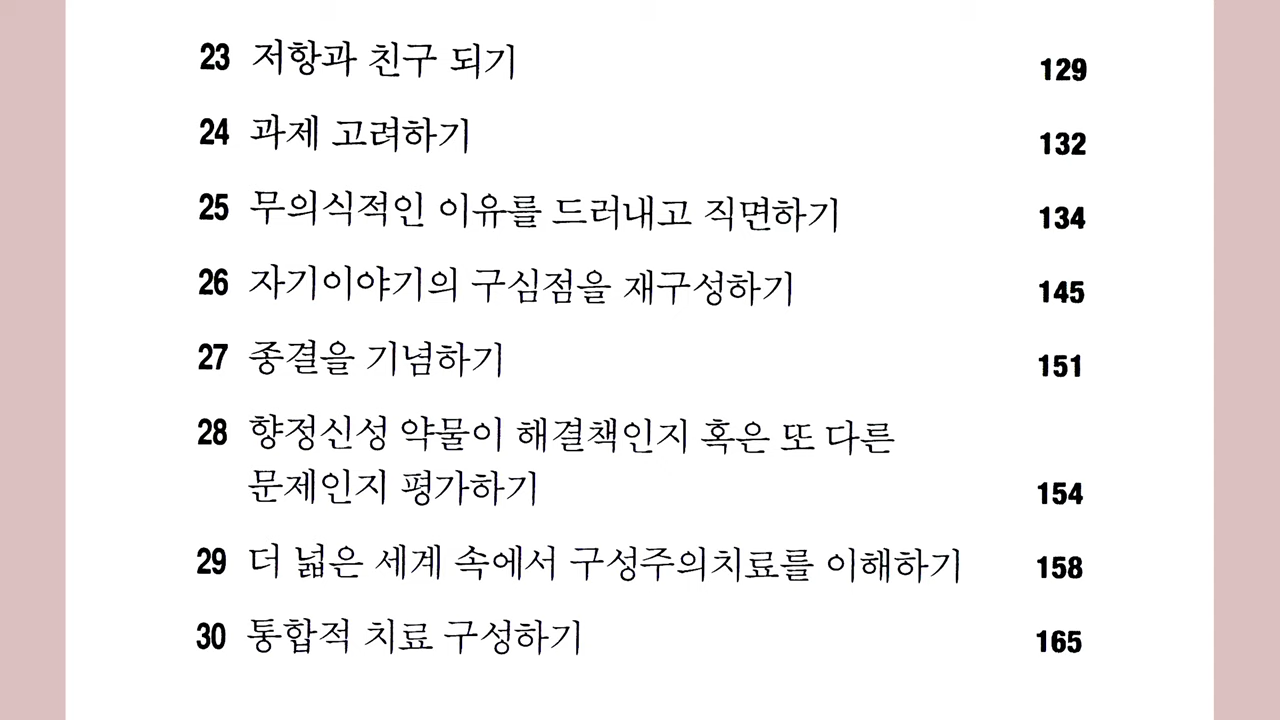 23 저항과 친구 되기 129
24 과제 고려하기 132
25 무의식적인 이유를 드러내고 직면하기 134
26 자기이야기의 구심점을 재구성하기 145
27 종결을 기념하기 151
28 향정신성 약물이 해결책인지 혹은 또 다른
문제인지 평가하기 154
29 더 넓은 세계 속에서 구성주의치료를 이해하기 158
30 통합적 치료 구성하기 165